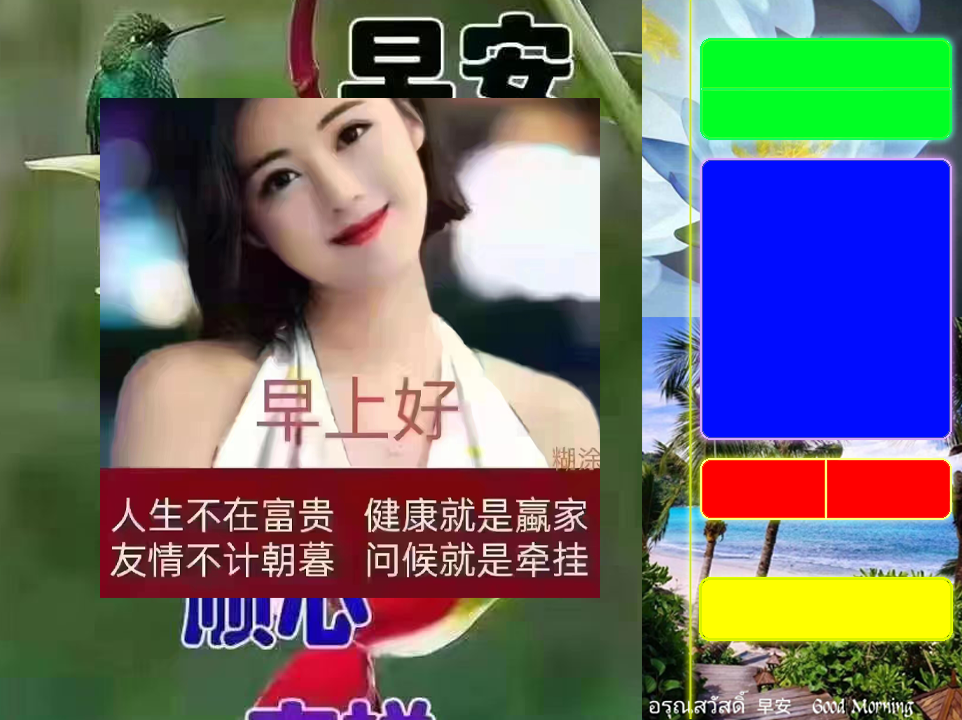 早安
早上好
糊涂
人生不在富贵 健康就是赢家
友情不计朝暮 问候就是牵挂
顺心
อรุณสวัสดิ์ 早安 Good Morning